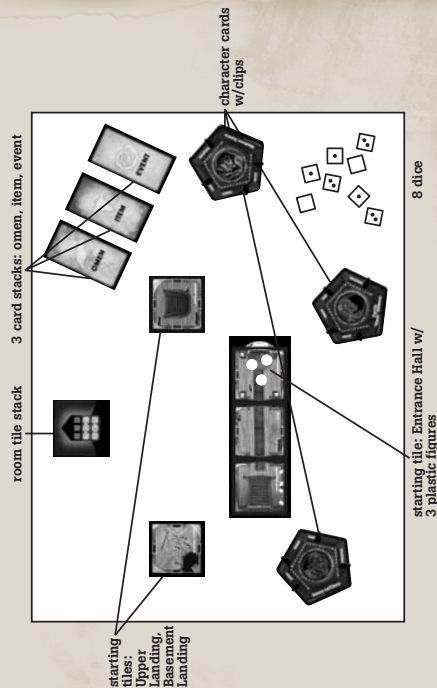 3 card stacks: omen, item, event
room tile stack
starting
tiles:
Upper
Landing,
Basement
Landing
character cards
w/clips
8 dice
starting tile: Entrance Hall w/
3 plastic figures
OMEN
ITEM
EVENT